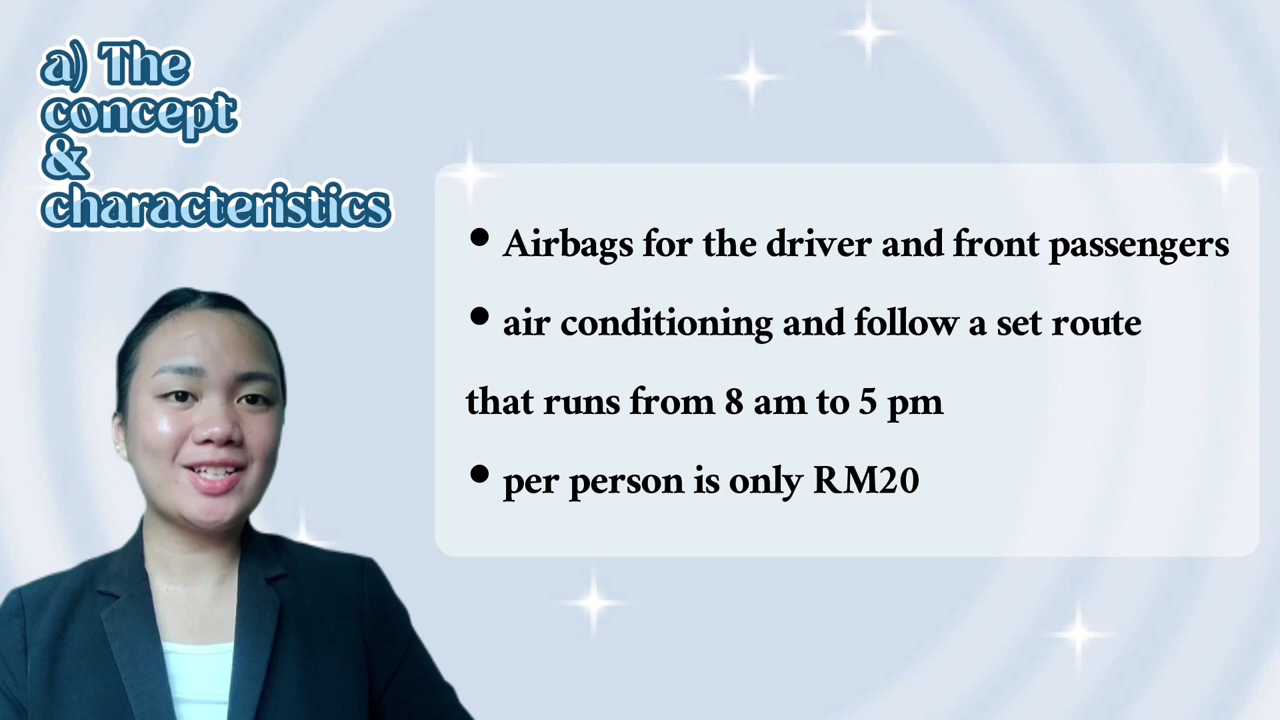 a) The
concept
&
characteristics
• Airbags for the driver and front passengers
• air conditioning and follow a set route
that runs from 8 am to 5 pm
• per person is only RM20